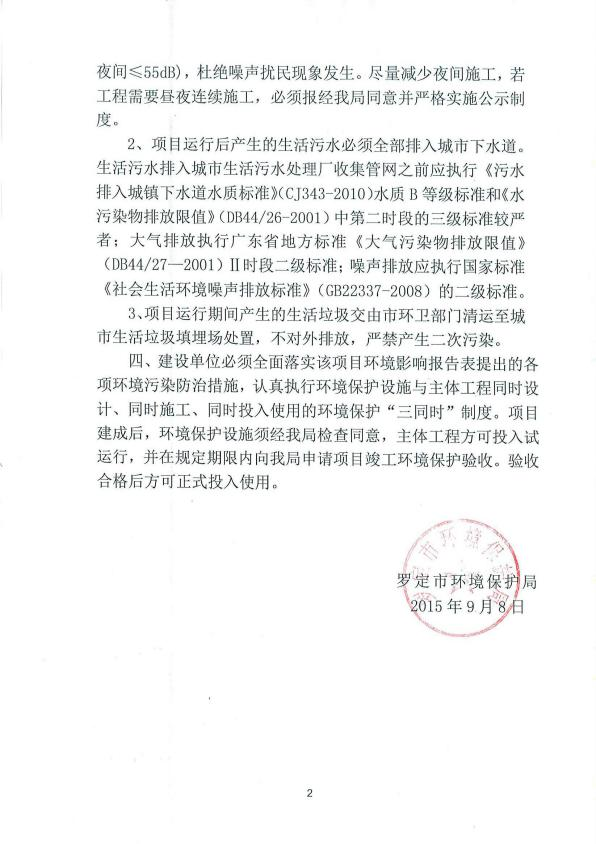 夜间≤55dB)，杜绝噪声扰民现象发生。尽量减少夜间施工，若
工程需要昼夜连续施工，必须报经我局同意并严格实施公示制
度。
2、项目运行后产生的生活污水必须全部排入城市下水道。
生活污水排入城市生活污水处理厂收集管网之前应执行《污水
排入城镇下水道水质标准》（CJ343-2010)水质 B 等级标准和《水
污染物排放限值》（DB44/26-2001) 中第二时段的三级标准较严
者；大气排放执行广东省地方标准《大气污染物排放限值》
（DB44/27—2001）Ⅱ时段二级标准；噪声排放应执行国家标准
《社会生活环境噪声排放标准》（GB22337-2008）的二级标准。
3、项目运行期间产生的生活垃圾交由市环卫部门清运至城
市生活垃圾填埋场处置，不对外排放，严禁产生二次污染。
四、建设单位必须全面落实该项目环境影响报告表提出的各
项环境污染防治措施，认真执行环境保护设施与主体工程同时设
计、同时施工、同时投入使用的环境保护“三同时”制度。项目
建成后，环境保护设施须经我局检查同意，主体工程方可投入试
运行，并在规定期限内向我局申请项目竣工环境保护验收。验收
合格后方可正式投入使用。
罗定市环境保护局
2015 年 9 月 8 日
罗定市环境保护局
2